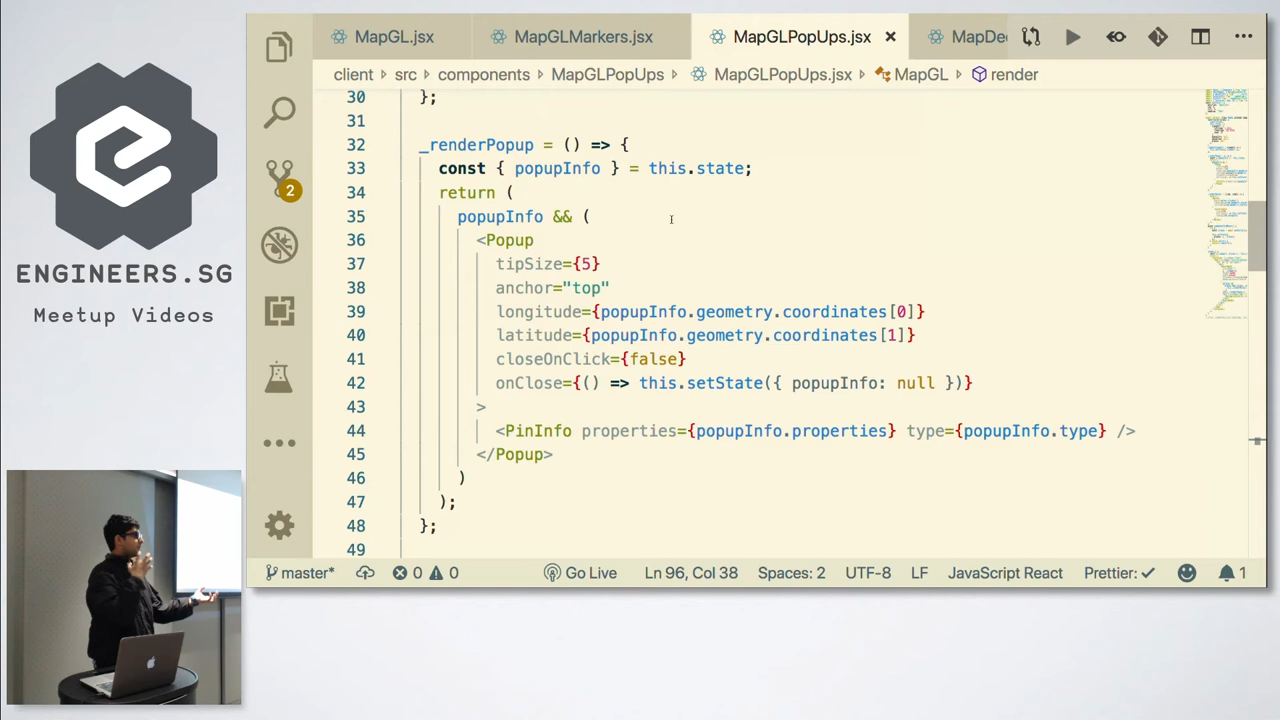 ENGINEERS.SG
Meetup Videos
MapGL.jsx
MapGLMarkers.jsx
MapGLPopUps.jsx ×
MapDe
client src components MapGLPopUps MapGLPopUps.jsx MapGL render
2
30 };
31
32 _renderPopup = () => {
33 const { popupInfo } = this.state;
34 return (
35 popupInfo && (
36 <Popup
37 tipSize={5}
38 anchor="top"
39 longitude={popupInfo.geometry.coordinates[0]}
40 latitude={popupInfo.geometry.coordinates[1]}
41 closeOnClick={false}
42 onClose={() => this.setState({ popupInfo: null })}
43 >
44 <PinInfo properties={popupInfo.properties} type={popupInfo.type} />
45 </Popup>
46 )
47 );
48 };
49
master* 0 0 Go Live Ln 96, Col 38 Spaces: 2 UTF-8 LF JavaScript React Prettier: ✓ 1